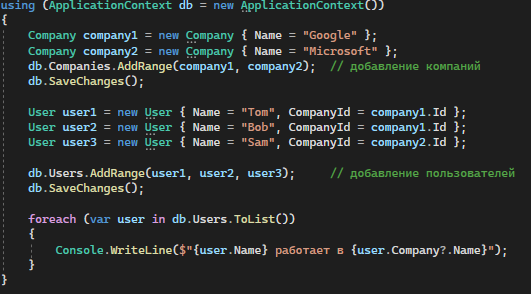 using (ApplicationContext db = new ApplicationContext())
{
    Company company1 = new Company { Name = "Google" };
    Company company2 = new Company { Name = "Microsoft" };
    db.Companies.AddRange(company1, company2);  // добавление компаний
    db.SaveChanges();

    User user1 = new User { Name = "Tom", CompanyId = company1.Id };
    User user2 = new User { Name = "Bob", CompanyId = company1.Id };
    User user3 = new User { Name = "Sam", CompanyId = company2.Id };

    db.Users.AddRange(user1, user2, user3);     // добавление пользователей
    db.SaveChanges();

    foreach (var user in db.Users.ToList())
    {
        Console.WriteLine($"{user.Name} работает в {user.Company?.Name}");
    }
}